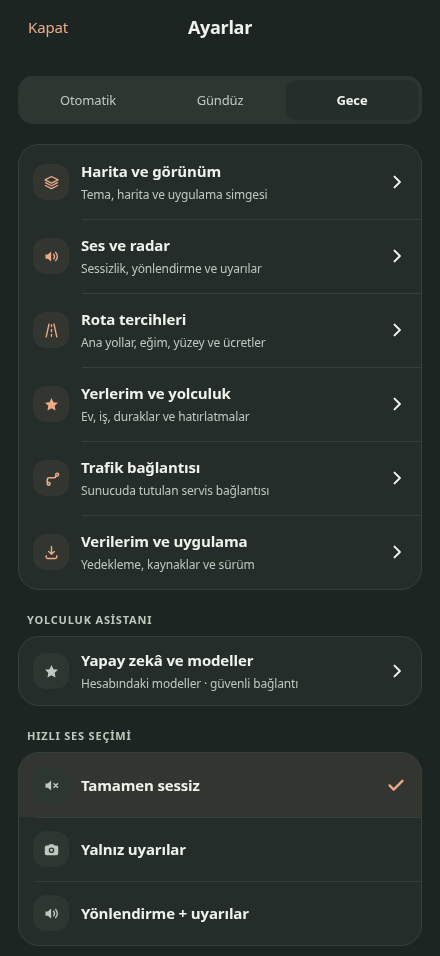 Kapat
Ayarlar
Otomatik
Gündüz
Gece
Harita ve görünüm
Tema, harita ve uygulama simgesi
Ses ve radar
Sessizlik, yönlendirme ve uyarılar
Rota tercihleri
Ana yollar, eğim, yüzey ve ücretler
Yerlerim ve yolculuk
Ev, iş, duraklar ve hatırlatmalar
Trafik bağlantısı
Sunucuda tutulan servis bağlantısı
Verilerim ve uygulama
Yedekleme, kaynaklar ve sürüm
YOLCULUK ASİSTANI
Yapay zekâ ve modeller
Hesabındaki modeller · güvenli bağlantı
HIZLI SES SEÇİMİ
Tamamen sessiz
Yalnız uyarılar
Yönlendirme + uyarılar